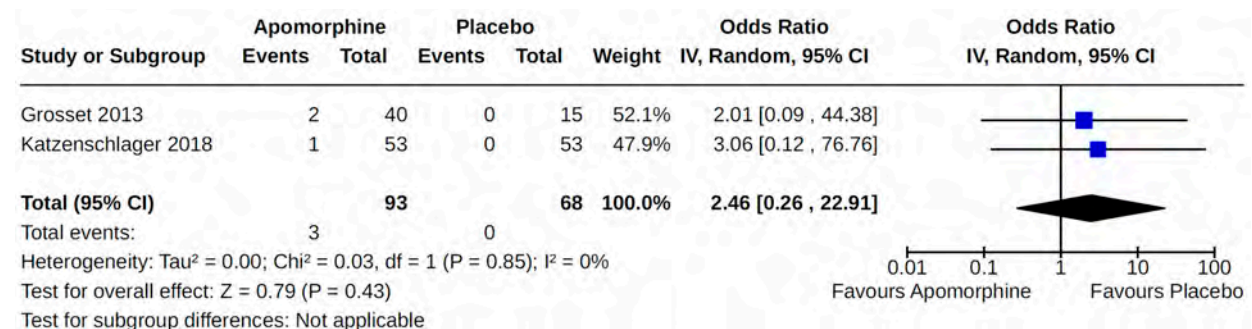 Apomorphine Placebo Odds Ratio Odds Ratio
Study or Subgroup Events Total Events Total Weight IV, Random, 95% CI IV, Random, 95% CI
Grosset 2013 2 40 0 15 52.1% 2.01 [0.09 , 44.38]
Katzenschlager 2018 1 53 0 53 47.9% 3.06 [0.12 , 76.76]
Total (95% CI) 93 68 100.0% 2.46 [0.26 , 22.91]
Total events: 3 0
Heterogeneity: Tau² = 0.00; Chi² = 0.03, df = 1 (P = 0.85); I² = 0%
0.01 0.1 1 10 100
Test for overall effect: Z = 0.79 (P = 0.43) Favours Apomorphine Favours Placebo
Test for subgroup differences: Not applicable